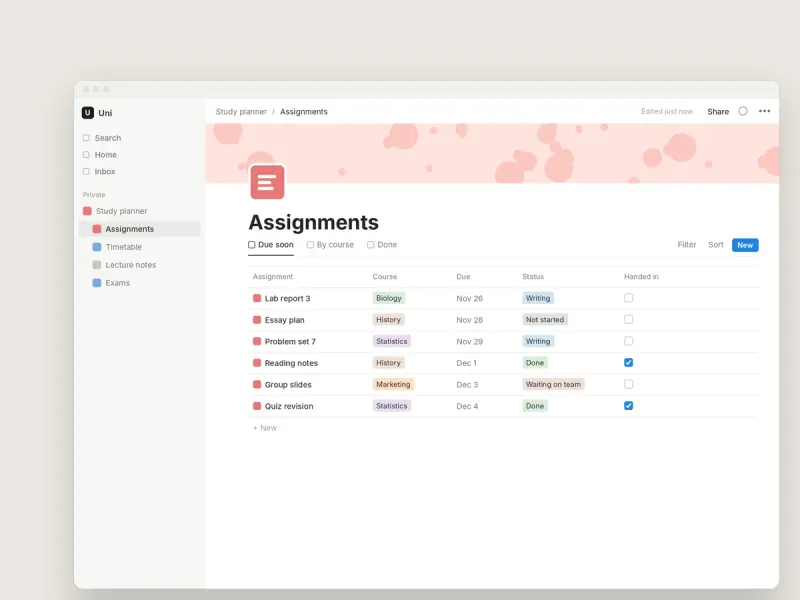 U Uni
Search
Home
Inbox
Private
Study planner
Assignments
Timetable
Lecture notes
Exams
Study planner / Assignments
Edited just now Share •••
Assignments
Due soon By course Done
Filter Sort New
Assignment Course Due Status Handed in
Lab report 3 Biology Nov 26 Writing
Essay plan History Nov 28 Not started
Problem set 7 Statistics Nov 29 Writing
Reading notes History Dec 1 Done
Group slides Marketing Dec 3 Waiting on team
Quiz revision Statistics Dec 4 Done
+ New